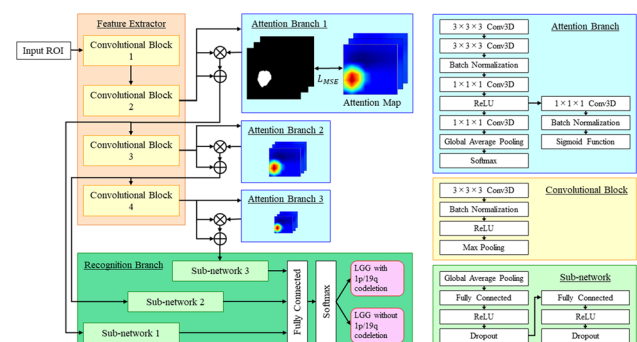 Feature Extractor
Input ROI
Convolutional Block
1
Convolutional Block
2
Convolutional Block
3
Convolutional Block
4
Attention Branch 1
L_MSE
Attention Map
Attention Branch 2
Attention Branch 3
Recognition Branch
Sub-network 3
Sub-network 2
Sub-network 1
Fully Connected
Softmax
LGG with
1p/19q
codeletion
LGG without
1p/19q
codeletion
Attention Branch
3×3×3 Conv3D
3×3×3 Conv3D
Batch Normalization
1×1×1 Conv3D
ReLU
1×1×1 Conv3D
Global Average Pooling
Softmax
1×1×1 Conv3D
Batch Normalization
Sigmoid Function
Convolutional Block
3×3×3 Conv3D
Batch Normalization
ReLU
Max Pooling
Sub-network
Global Average Pooling
Fully Connected
ReLU
Dropout
Fully Connected
ReLU
Dropout